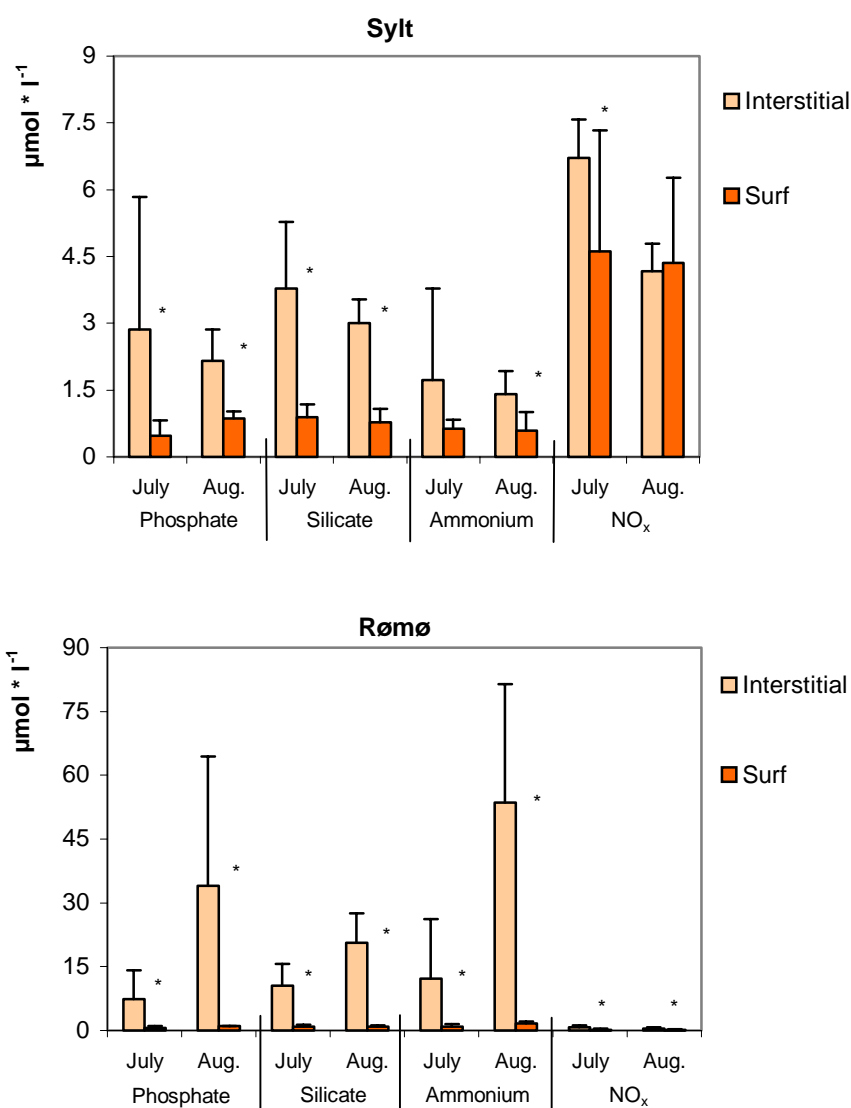 Sylt
µmol * l-1
9
7.5
6
4.5
3
1.5
0
* * * * * *
Interstitial
Surf
July Aug. July Aug. July Aug. July Aug.
Phosphate Silicate Ammonium NOx
Rømø
µmol * l-1
90
75
60
45
30
15
0
* * * * * * * *
Interstitial
Surf
July Aug. July Aug. July Aug. July Aug.
Phosphate Silicate Ammonium NOx